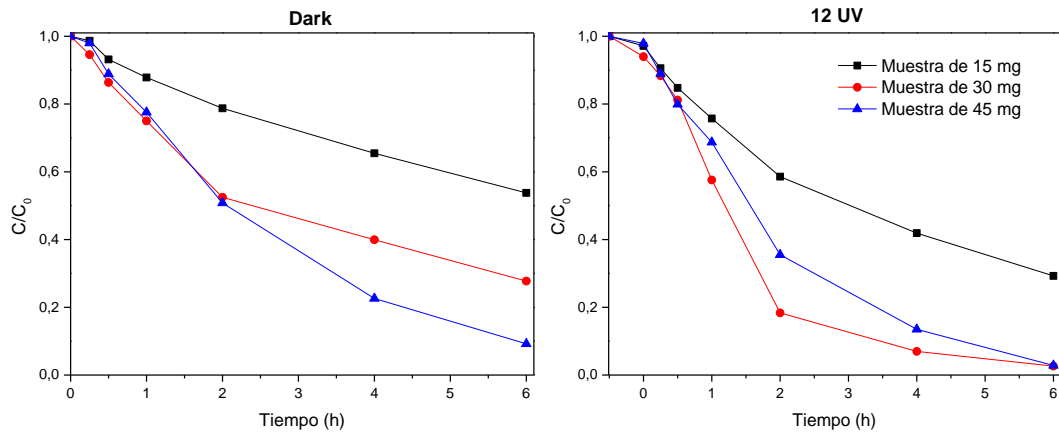 Dark
1,0
0,8
0,6
0,4
0,2
0,0
C/C0
0 1 2 3 4 5 6
Tiempo (h)
12 UV
1,0
0,8
0,6
0,4
0,2
0,0
C/C0
0 1 2 3 4 5 6
Tiempo (h)
Muestra de 15 mg
Muestra de 30 mg
Muestra de 45 mg